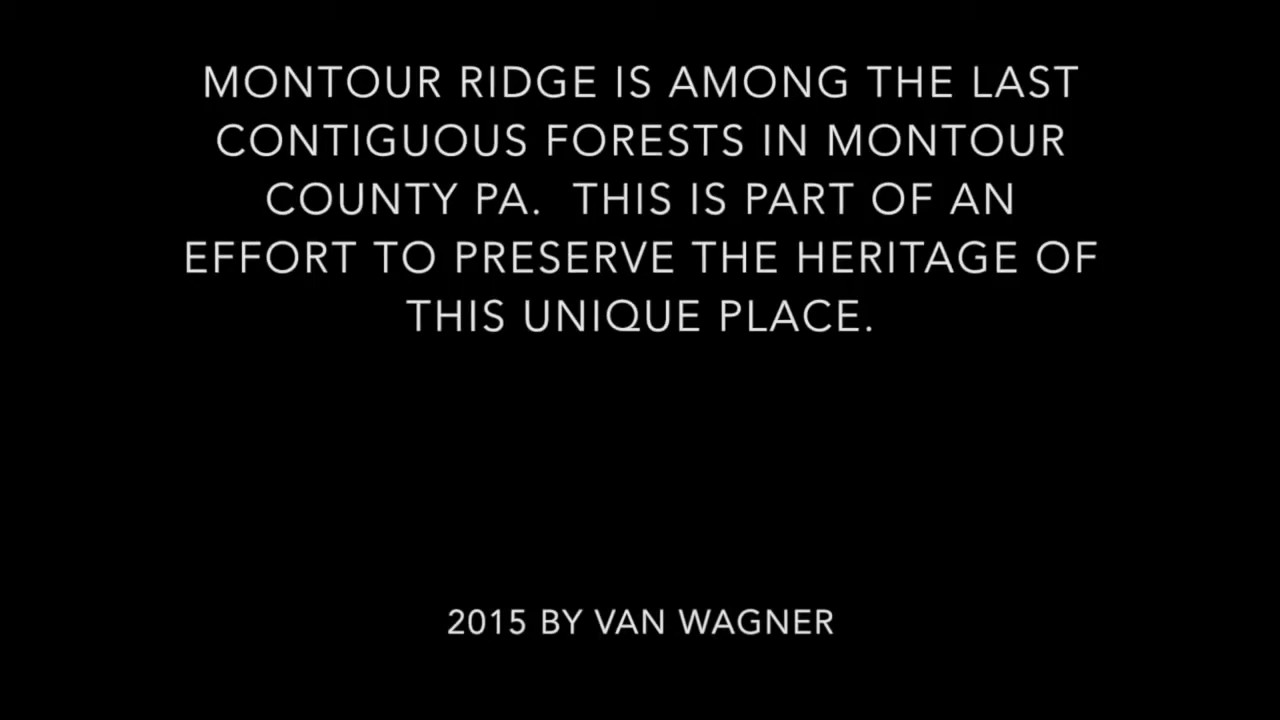 MONTOUR RIDGE IS AMONG THE LAST
CONTIGUOUS FORESTS IN MONTOUR
COUNTY PA.  THIS IS PART OF AN
EFFORT TO PRESERVE THE HERITAGE OF
THIS UNIQUE PLACE.
2015 BY VAN WAGNER